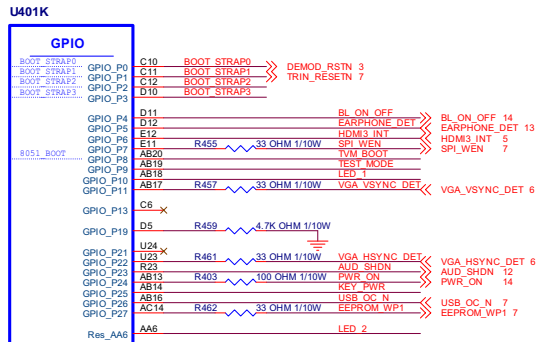 U401K
GPIO
BOOT_STRAP0 GPIO_P0 C10 BOOT_STRAP0 DEMOD_RSTN 3
BOOT_STRAP1 GPIO_P1 C11 BOOT_STRAP1 TRIN_RESETN 7
BOOT_STRAP2 GPIO_P2 C12 BOOT_STRAP2
BOOT_STRAP3 GPIO_P3 D10 BOOT_STRAP3
GPIO_P4 D11 BL_ON_OFF BL_ON_OFF 14
GPIO_P5 D12 EARPHONE_DET EARPHONE_DET 13
GPIO_P6 E12 HDMI3_INT HDMI3_INT 5
GPIO_P7 E11 R455 33 OHM 1/10W SPI_WEN SPI_WEN 7
8051_BOOT GPIO_P8 AB20 TVM_BOOT
GPIO_P9 AB19 TEST_MODE
GPIO_P10 AB18 LED_1
GPIO_P11 AB17 R457 33 OHM 1/10W VGA_VSYNC_DET VGA_VSYNC_DET 6
GPIO_P13 C6
GPIO_P19 D5 R459 4.7K OHM 1/10W
GPIO_P21 U24
GPIO_P22 U23 R461 33 OHM 1/10W VGA_HSYNC_DET VGA_HSYNC_DET 6
GPIO_P23 R23 AUD_SHDN AUD_SHDN 12
GPIO_P24 AB13 R403 100 OHM 1/10W PWR_ON PWR_ON 14
GPIO_P25 AB14 KEY_PWR
GPIO_P26 AB16 USB_OC_N USB_OC_N 7
GPIO_P27 AC14 R462 33 OHM 1/10W EEPROM_WP1 EEPROM_WP1 7
Res_AA6 AA6 LED_2